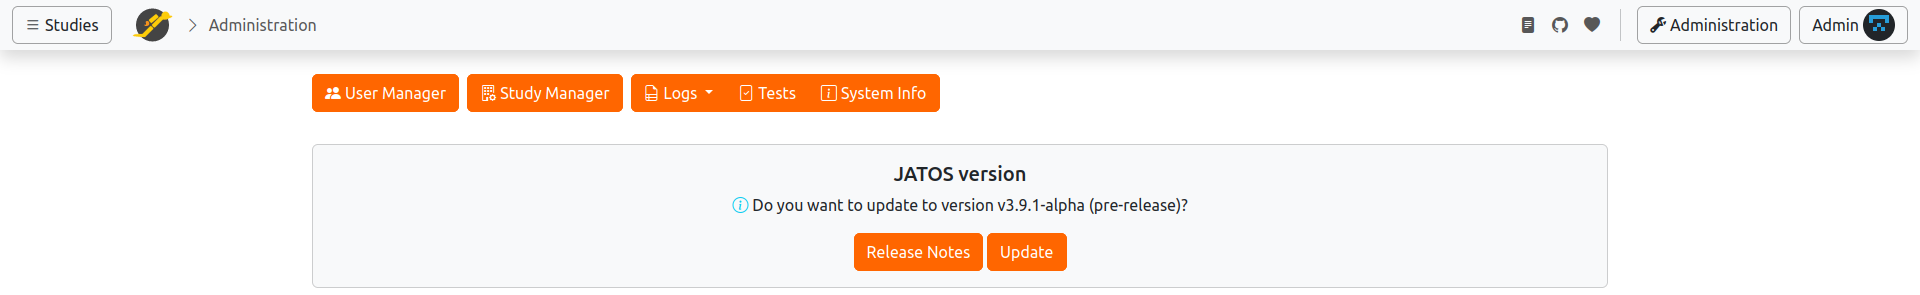 Studies Administration Administration Admin
User Manager Study Manager Logs Tests System Info
JATOS version
Do you want to update to version v3.9.1-alpha (pre-release)?
Release Notes Update